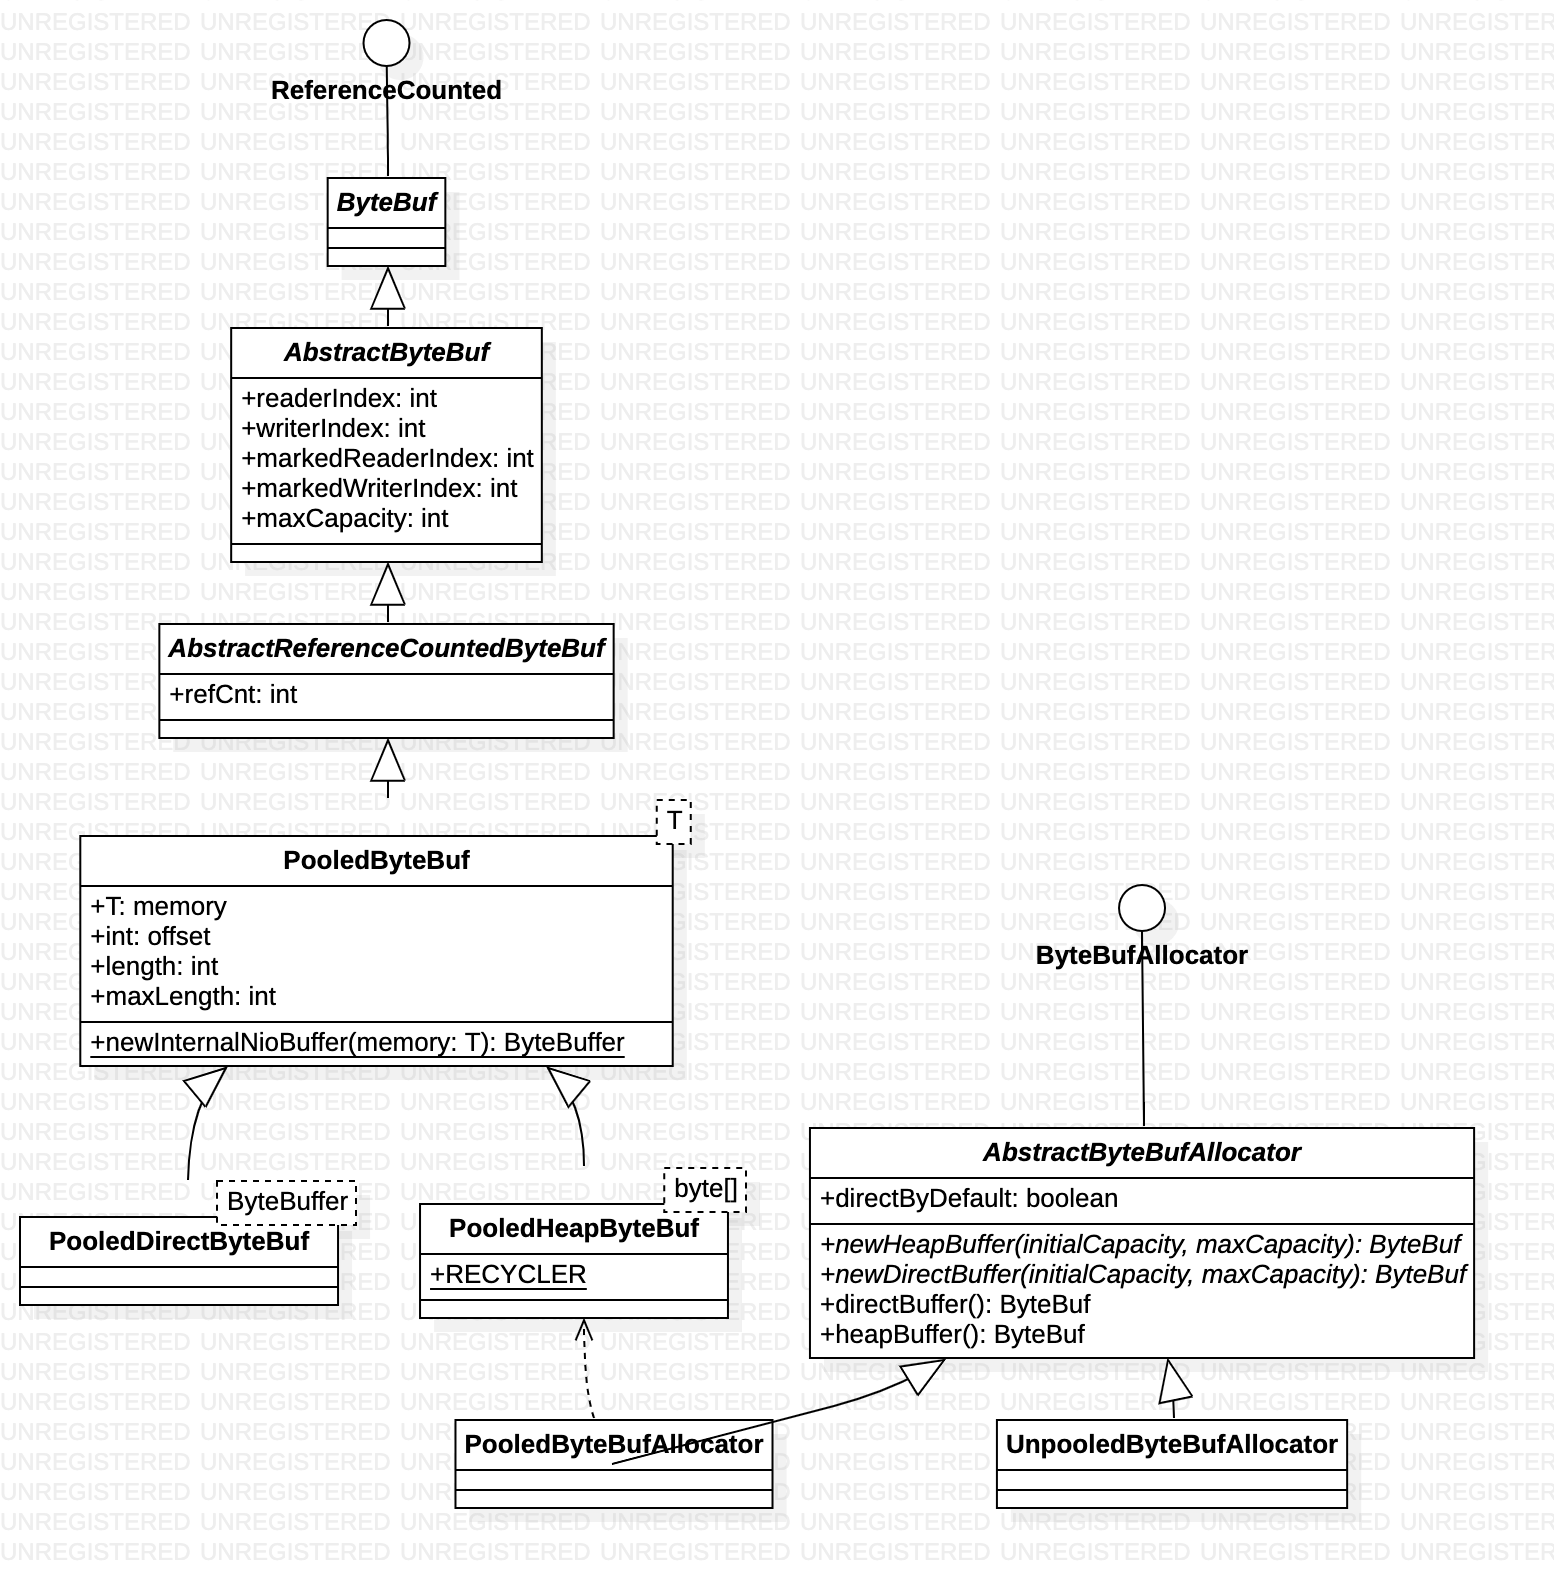 ReferenceCounted
ByteBuf
AbstractByteBuf
+readerIndex: int
+writerIndex: int
+markedReaderIndex: int
+markedWriterIndex: int
+maxCapacity: int
AbstractReferenceCountedByteBuf
+refCnt: int
T
PooledByteBuf
+T: memory
+int: offset
+length: int
+maxLength: int
+newInternalNioBuffer(memory: T): ByteBuffer
ByteBuffer
PooledDirectByteBuf
byte[]
PooledHeapByteBuf
+RECYCLER
ByteBufAllocator
AbstractByteBufAllocator
+directByDefault: boolean
+newHeapBuffer(initialCapacity, maxCapacity): ByteBuf
+newDirectBuffer(initialCapacity, maxCapacity): ByteBuf
+directBuffer(): ByteBuf
+heapBuffer(): ByteBuf
PooledByteBufAllocator
UnpooledByteBufAllocator
UNREGISTERED